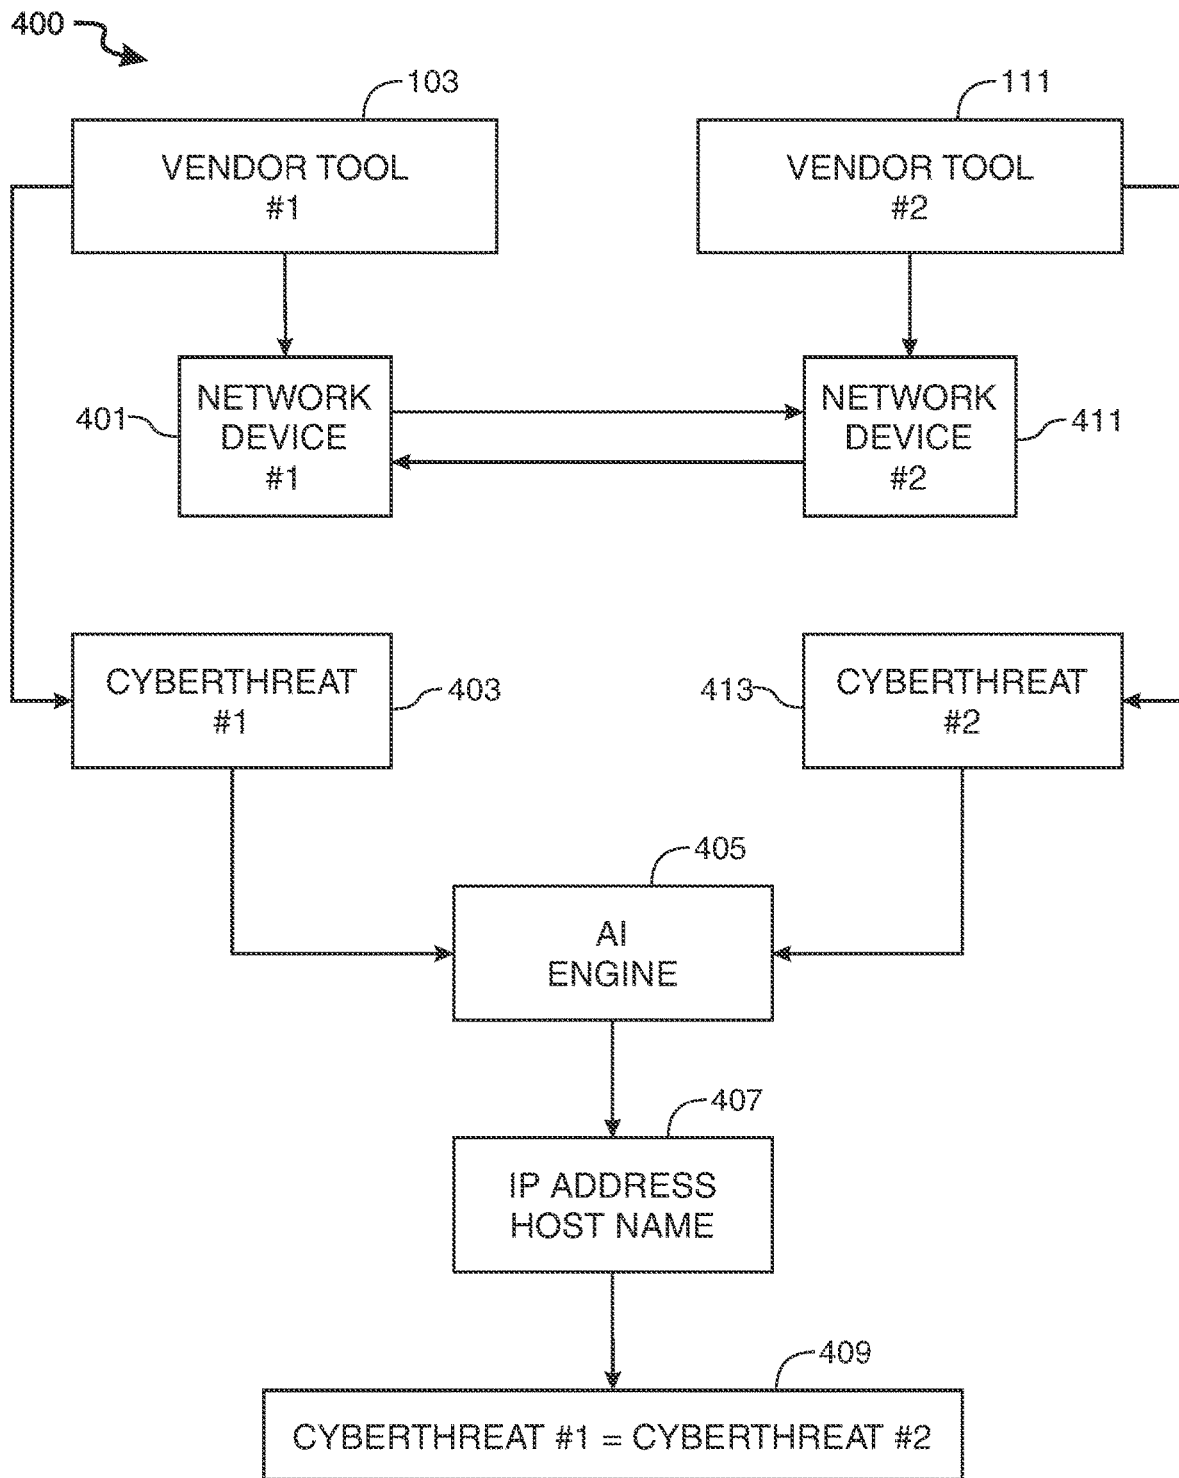 400
103
111
VENDOR TOOL
#1
VENDOR TOOL
#2
NETWORK
DEVICE
#1
401
NETWORK
DEVICE
#2
411
CYBERTHREAT
#1
403
413
CYBERTHREAT
#2
405
AI
ENGINE
407
IP ADDRESS
HOST NAME
409
CYBERTHREAT #1 = CYBERTHREAT #2